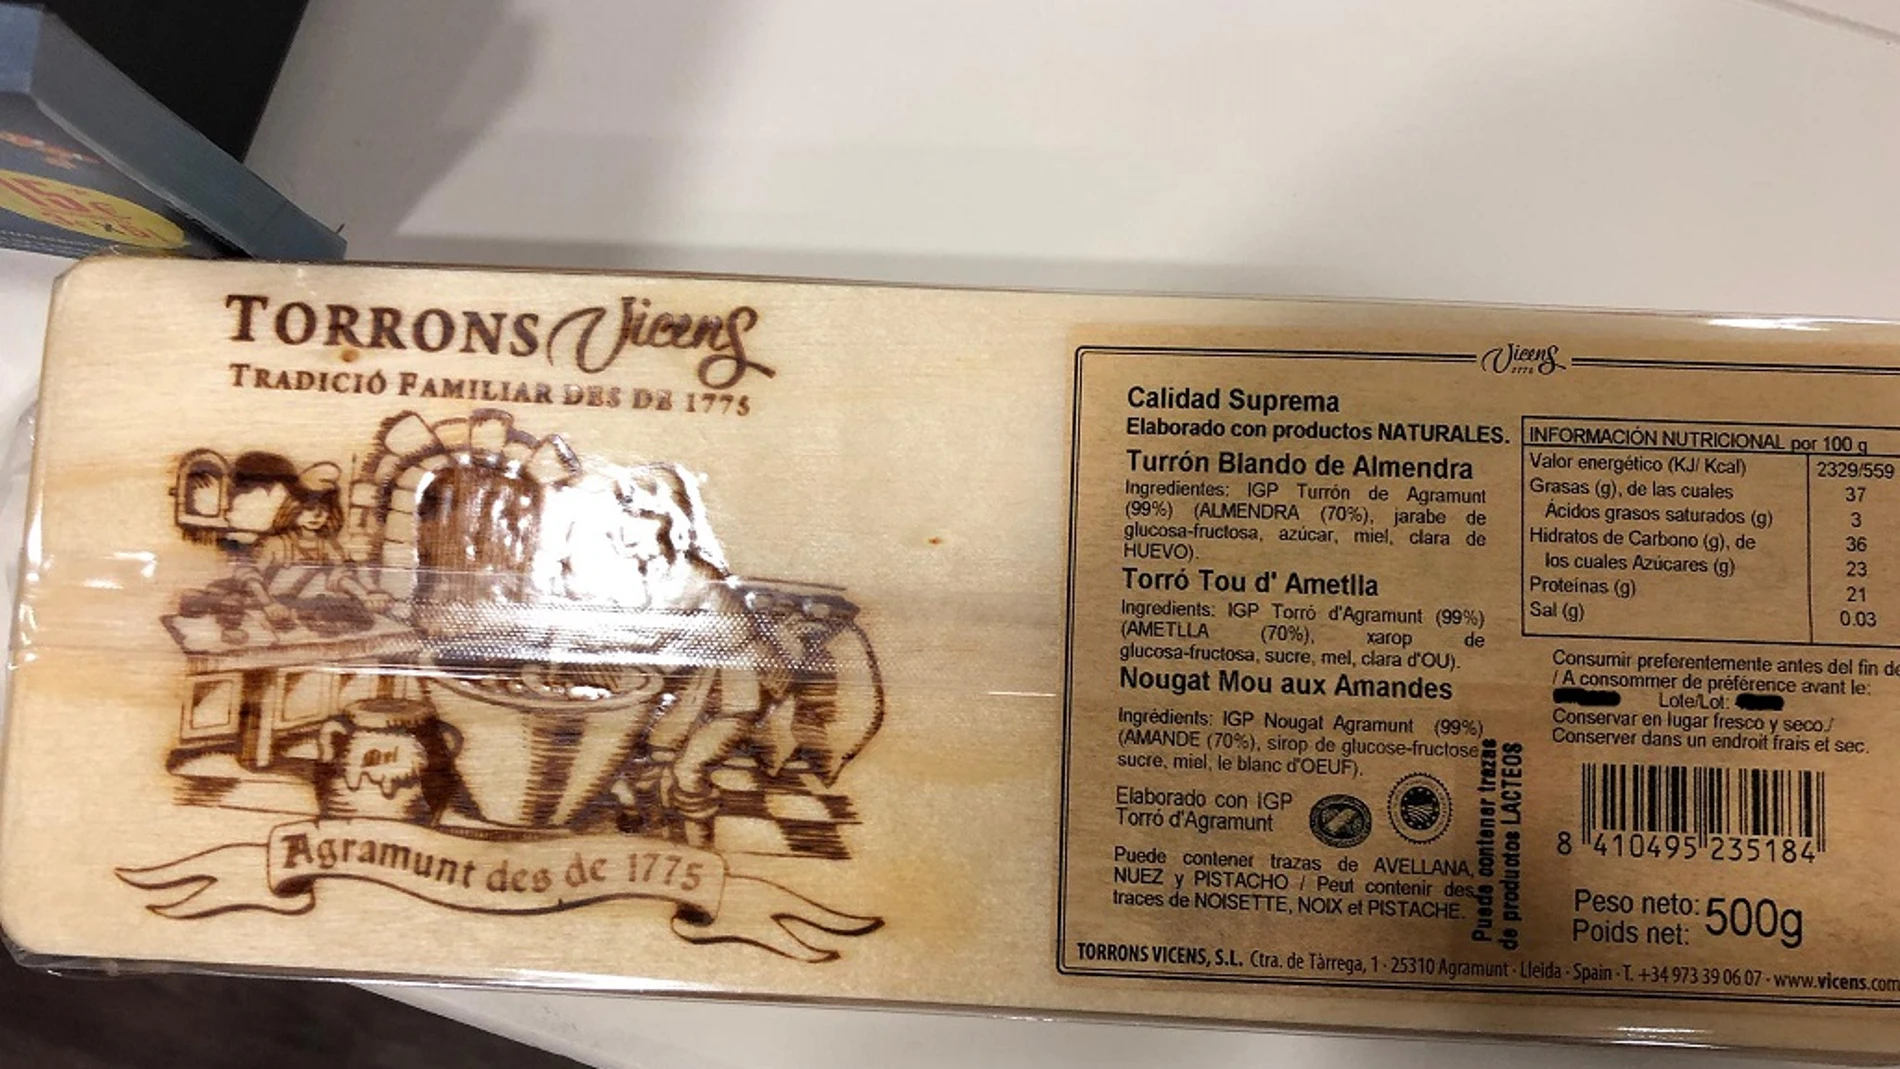 TORRONS Vicens
TRADICIÓ FAMILIAR DES DE 1775
Mel
Agramunt des de 1775
Vicens
1775
Calidad Suprema
Elaborado con productos NATURALES.
Turrón Blando de Almendra
Ingredientes: IGP Turrón de Agramunt
(99%) (ALMENDRA (70%), jarabe de
glucosa-fructosa, azúcar, miel, clara de
HUEVO).
Torró Tou d' Ametlla
Ingredients: IGP Torró d'Agramunt (99%)
(AMETLLA (70%), xarop de
glucosa-fructosa, sucre, mel, clara d'OU).
Nougat Mou aux Amandes
Ingrédients: IGP Nougat Agramunt (99%)
(AMANDE (70%), sirop de glucose-fructose
sucre, miel, le blanc d'OEUF).
Elaborado con IGP
Torró d'Agramunt
Puede contener trazas de AVELLANA,
NUEZ y PISTACHO / Peut contenir des
traces de NOISETTE, NOIX et PISTACHE.
Puede contener trazas
de productos LACTEOS
INFORMACIÓN NUTRICIONAL por 100 g
Valor energético (KJ/ Kcal) 2329/559
Grasas (g), de las cuales 37
Ácidos grasos saturados (g) 3
Hidratos de Carbono (g), de 36
los cuales Azúcares (g) 23
Proteínas (g) 21
Sal (g) 0.03
Consumir preferentemente antes del fin de
/ A consommer de préférence avant le:
Lote/Lot:
Conservar en lugar fresco y seco./
Conserver dans un endroit frais et sec.
8 410495 235184
Peso neto: 500g
Poids net:
TORRONS VICENS, S.L. Ctra. de Tàrrega, 1 - 25310 Agramunt - Lleida - Spain - T. +34 973 39 06 07 - www.vicens.com